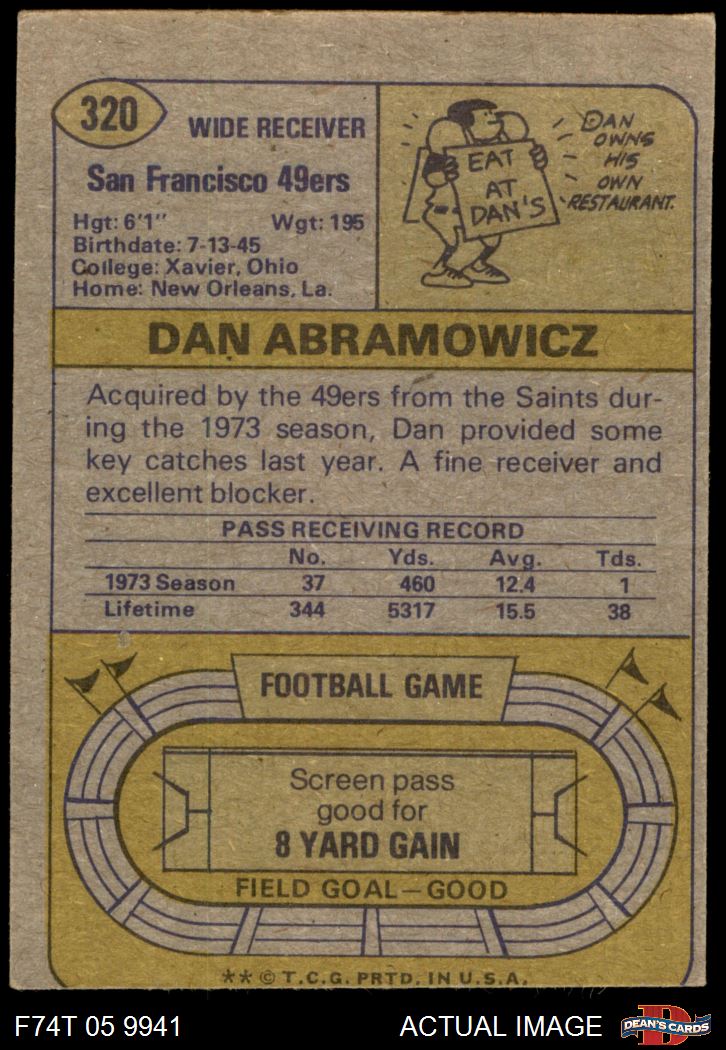 320
WIDE RECEIVER
San Francisco 49ers
Hgt: 6'1" Wgt: 195
Birthdate: 7-13-45
College: Xavier, Ohio
Home: New Orleans, La.
EAT
AT
DAN'S
DAN
OWNS
HIS
OWN
RESTAURANT.
DAN ABRAMOWICZ
Acquired by the 49ers from the Saints dur-
ing the 1973 season, Dan provided some
key catches last year. A fine receiver and
excellent blocker.
PASS RECEIVING RECORD
No. Yds. Avg. Tds.
1973 Season 37 460 12.4 1
Lifetime 344 5317 15.5 38
FOOTBALL GAME
Screen pass
good for
8 YARD GAIN
FIELD GOAL—GOOD
** © T.C.G. PRTD. IN U.S.A.
F74T 05 9941 ACTUAL IMAGE
D
DEAN'S CARDS